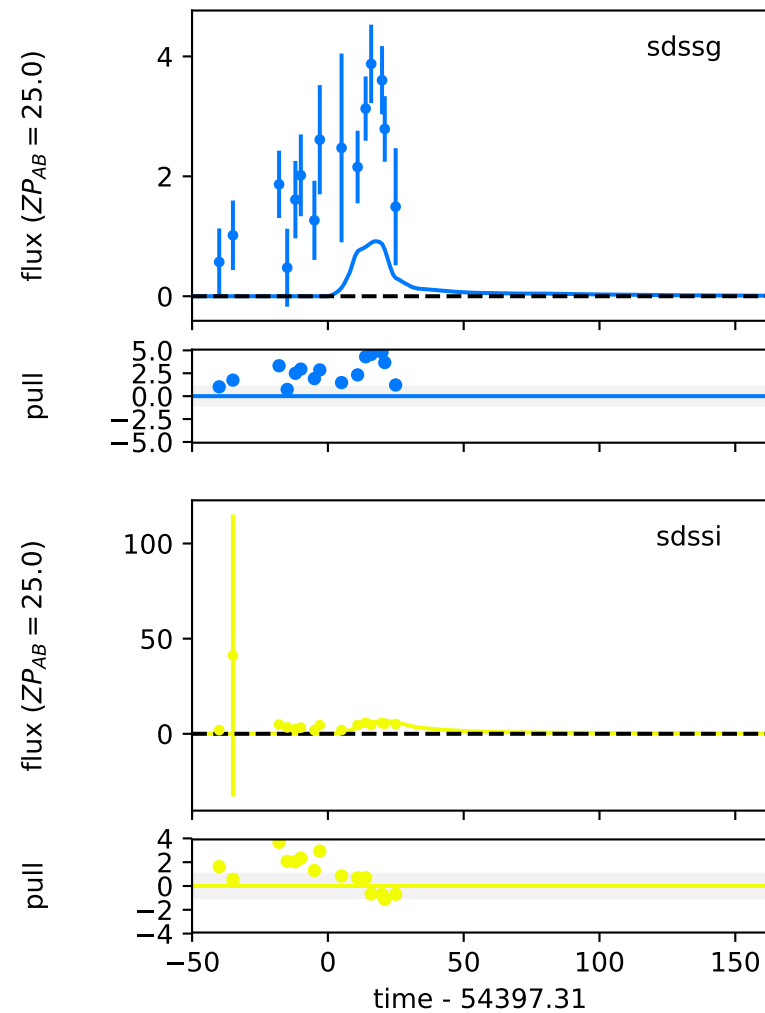 sdssg
flux (ZP_AB = 25.0)
4
2
0
pull
5.0
2.5
0.0
−2.5
−5.0
sdssi
flux (ZP_AB = 25.0)
100
50
0
pull
4
2
0
−2
−4
−50 0 50 100 150
time - 54397.31